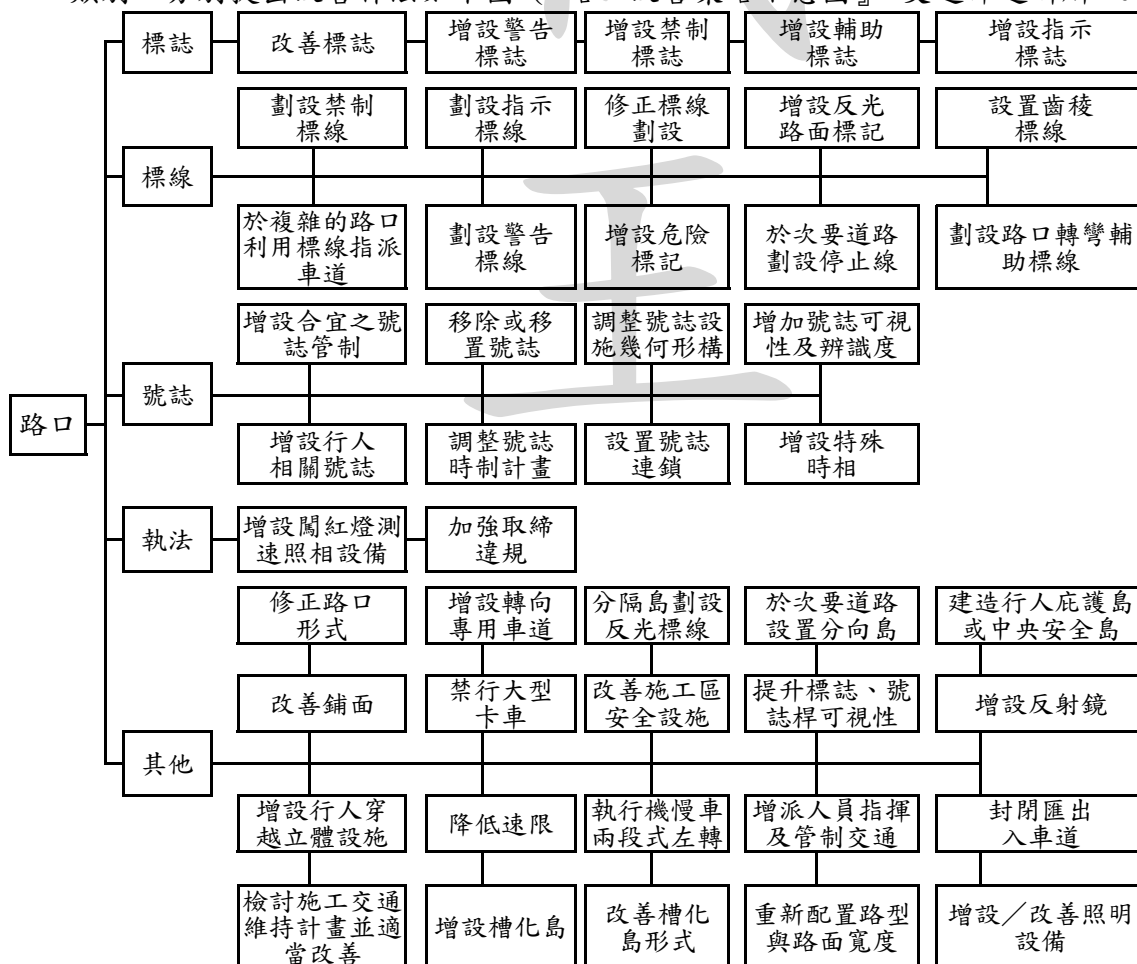 標誌
改善標誌
增設警告
標誌
增設禁制
標誌
增設輔助
標誌
增設指示
標誌
劃設禁制
標線
劃設指示
標線
修正標線
劃設
增設反光
路面標記
設置齒稜
標線
標線
於複雜的路口
利用標線指派
車道
劃設警告
標線
增設危險
標記
於次要道路
劃設停止線
劃設路口轉彎輔
助標線
增設合宜之號
誌管制
移除或移
置號誌
調整號誌設
施幾何形構
增加號誌可視
性及辨識度
號誌
路口
增設行人
相關號誌
調整號誌
時制計畫
設置號誌
連鎖
增設特殊
時相
執法
增設闖紅燈測
速照相設備
加強取締
違規
修正路口
形式
增設轉向
專用車道
分隔島劃設
反光標線
於次要道路
設置分向島
建造行人庇護島
或中央安全島
改善鋪面
禁行大型
卡車
改善施工區
安全設施
提升標誌、號
誌桿可視性
增設反射鏡
其他
增設行人穿
越立體設施
降低速限
執行機慢車
兩段式左轉
增派人員指揮
及管制交通
封閉匯出
入車道
檢討施工交通
維持計畫並適
當改善
增設槽化島
改善槽化
島形式
重新配置路型
與路面寬度
增設／改善照明
設備
王